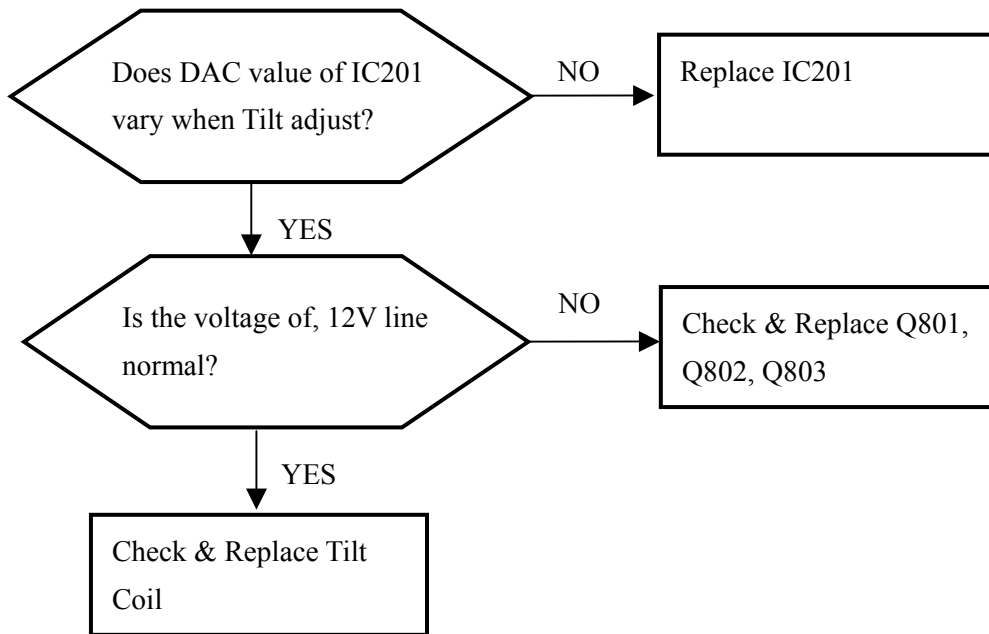 Does DAC value of IC201
vary when Tilt adjust?
NO
Replace IC201
YES
Is the voltage of, 12V line
normal?
NO
Check & Replace Q801,
Q802, Q803
YES
Check & Replace Tilt
Coil